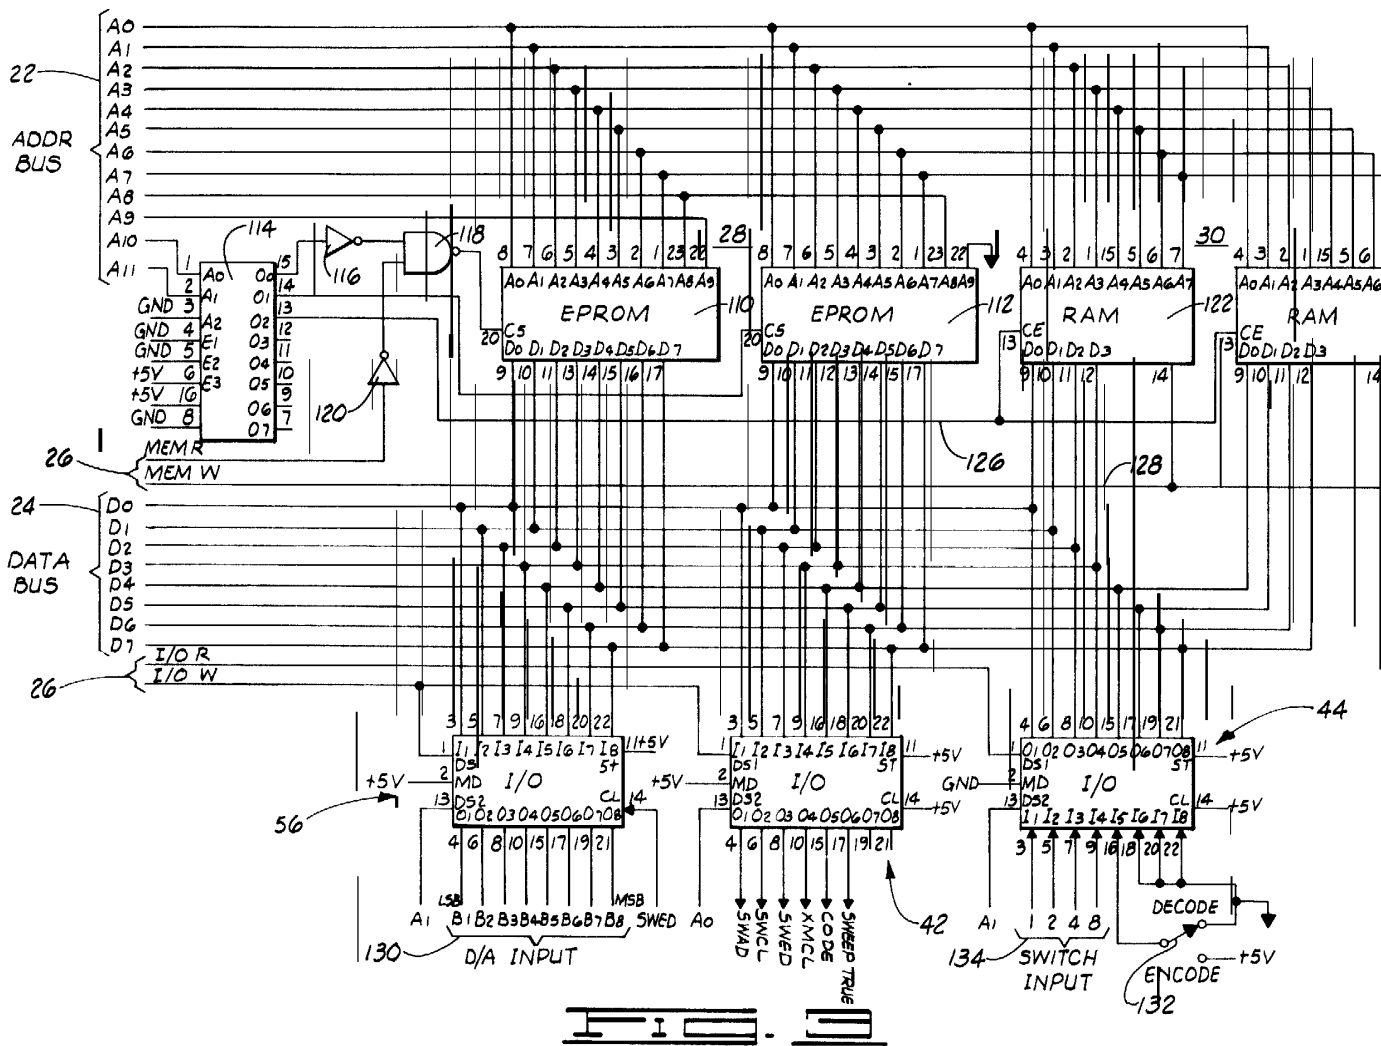 A0
A1
A2
A3
A4
A5
A6
A7
A8
A9
A10
A11
22
ADDR
BUS
114
116
118
120
1 A0 O0 15
2 A1 O1 14
GND 3 A2 O2 13
GND 4 E1 O3 12
GND 5 E2 O4 11
+5V 6 E3 O5 10
+5V 16 O6 9
GND 8 O7 7
28
8 7 6 5 4 3 2 1 23 22
A0 A1 A2 A3 A4 A5 A6 A7 A8 A9
EPROM
110
20 CS
D0 D1 D2 D3 D4 D5 D6 D7
9 10 11 13 14 15 16 17
8 7 6 5 4 3 2 1 23 22
A0 A1 A2 A3 A4 A5 A6 A7 A8 A9
EPROM
112
20 CS
D0 D1 D2 D3 D4 D5 D6 D7
9 10 11 12 13 14 15 17
30
4 3 2 1 15 5 6 7
A0 A1 A2 A3 A4 A5 A6 A7
RAM
122
13 CE
D0 D1 D2 D3
9 10 11 12 14
4 3 2 1 15 5 6
A0 A1 A2 A3 A4 A5 A6
RAM
13 CE
D0 D1 D2 D3
9 10 11 12 14
126
128
26
MEM R
MEM W
24
DATA
BUS
D0
D1
D2
D3
D4
D5
D6
D7
26
I/O R
I/O W
3 5 7 9 16 18 20 22
I1 I2 I3 I4 I5 I6 I7 I8
1 DS1 ST 11 +5V
+5V 2 MD I/O
13 DS2 CL 14
O1 O2 O3 O4 O5 O6 O7 O8
4 6 8 10 15 17 19 21
56
A1
LSB MSB
B1 B2 B3 B4 B5 B6 B7 B8
SWED
130
D/A INPUT
3 5 7 9 16 18 20 22
I1 I2 I3 I4 I5 I6 I7 I8
1 DS1 ST 11 +5V
+5V 2 MD I/O
13 DS2 CL 14 +5V
O1 O2 O3 O4 O5 O6 O7 O8
4 6 8 10 15 17 19 21
A0
42
SWAD
SWCL
SWED
XMCL
CODE
SWEEP TRUE
4 6 8 10 15 17 19 21
O1 O2 O3 O4 O5 O6 O7 O8
1 DS1 ST 11 +5V
GND 2 MD I/O
13 DS2 CL 14 +5V
I1 I2 I3 I4 I5 I6 I7 I8
3 5 7 9 16 18 20 22
44
A1
1 2 4 8
134
SWITCH
INPUT
DECODE
ENCODE
+5V
132
FIG. 3